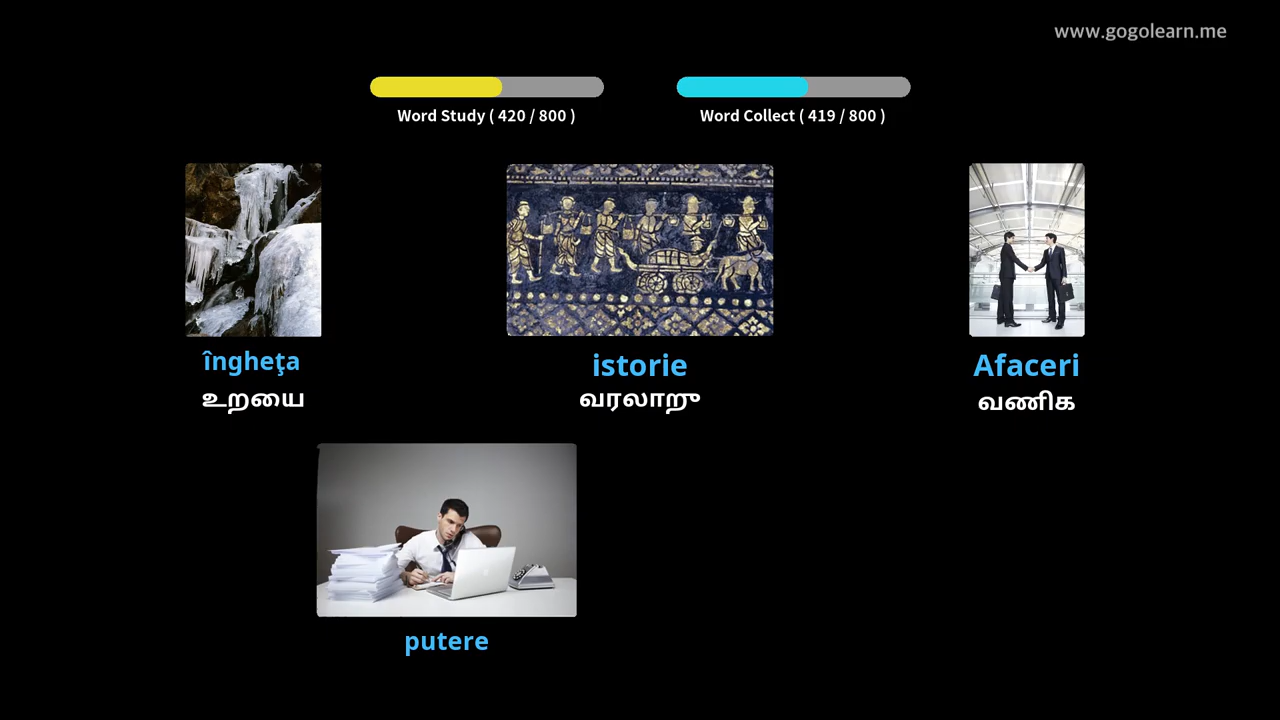 www.gogolearn.me
Word Study ( 420 / 800 )
Word Collect ( 419 / 800 )
îngheţa
உறயை
istorie
வரலாறு
Afaceri
வணிக
putere